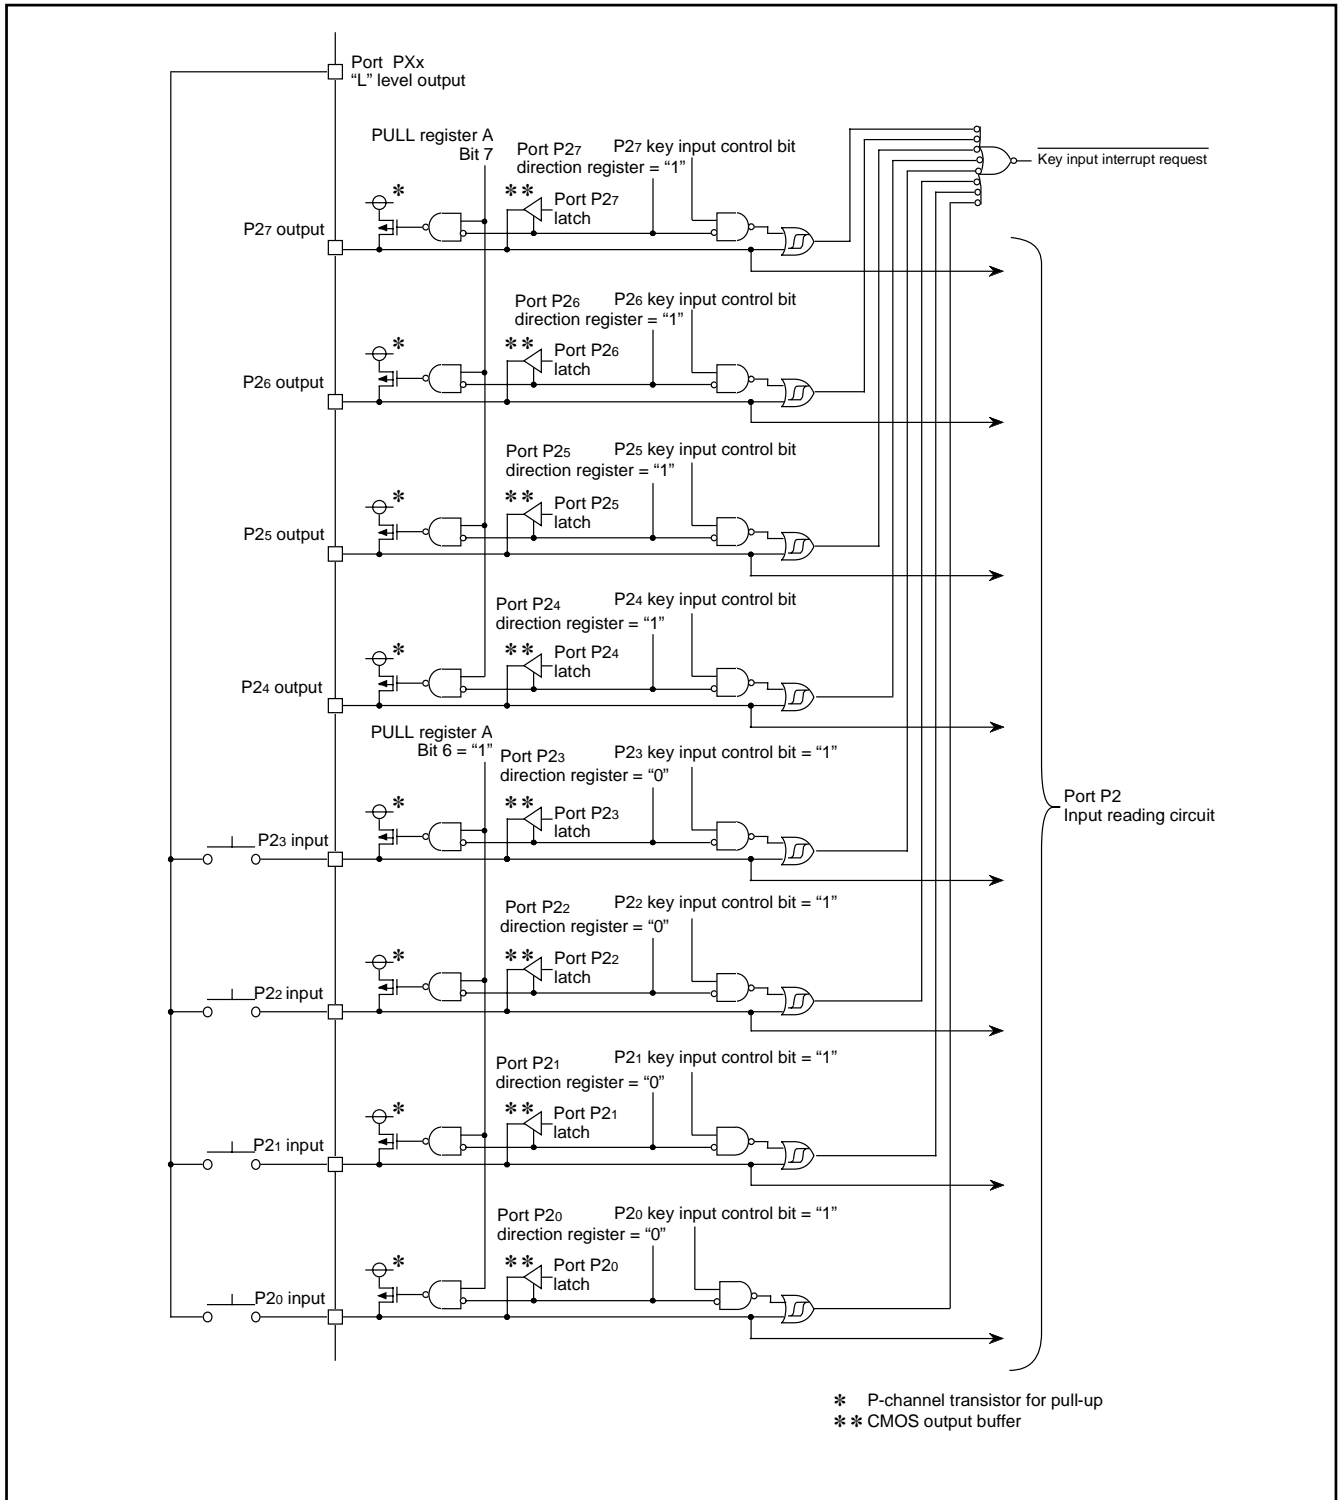 Port PXx
“L” level output
PULL register A
Bit 7
Port P27
direction register = “1”
P27 key input control bit
Key input interrupt request
*
* *
Port P27
latch
P27 output
Port P26
direction register = “1”
P26 key input control bit
*
* *
Port P26
latch
P26 output
Port P25
direction register = “1”
P25 key input control bit
*
* *
Port P25
latch
P25 output
Port P24
direction register = “1”
P24 key input control bit
*
* *
Port P24
latch
P24 output
PULL register A
Bit 6 = “1”
Port P23
direction register = “0”
P23 key input control bit = “1”
*
* *
Port P23
latch
P23 input
Port P2
Input reading circuit
Port P22
direction register = “0”
P22 key input control bit = “1”
*
* *
Port P22
latch
P22 input
Port P21
direction register = “0”
P21 key input control bit = “1”
*
* *
Port P21
latch
P21 input
Port P20
direction register = “0”
P20 key input control bit = “1”
*
* *
Port P20
latch
P20 input
* P-channel transistor for pull-up
* * CMOS output buffer